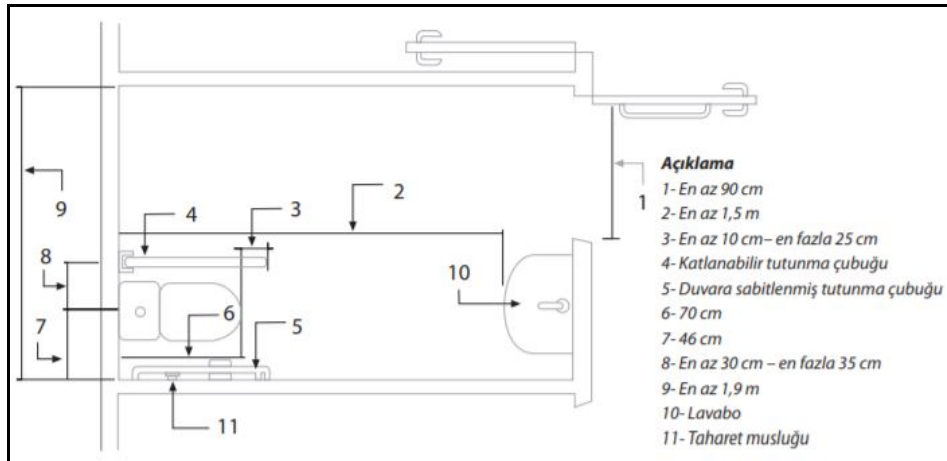 9
4
3
2
8
7
6
5
10
11
1
Açıklama
1- En az 90 cm
2- En az 1,5 m
3- En az 10 cm– en fazla 25 cm
4- Katlanabilir tutunma çubuğu
5- Duvara sabitlenmiş tutunma çubuğu
6- 70 cm
7- 46 cm
8- En az 30 cm – en fazla 35 cm
9- En az 1,9 m
10- Lavabo
11- Taharet musluğu